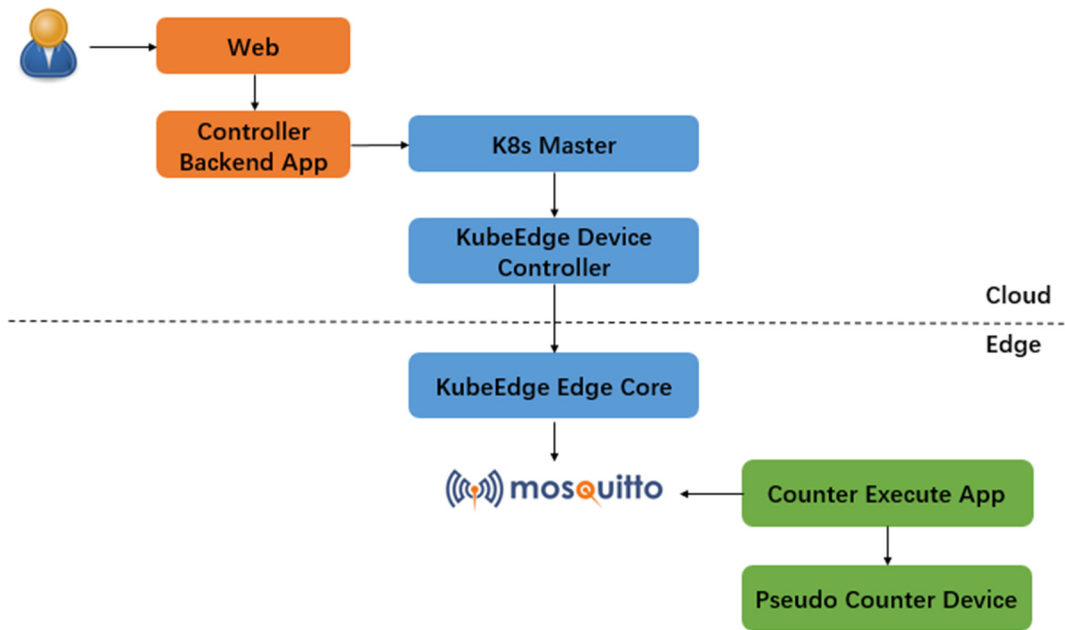 Web
Controller
Backend App
K8s Master
KubeEdge Device
Controller
Cloud
Edge
KubeEdge Edge Core
mosquitto
Counter Execute App
Pseudo Counter Device